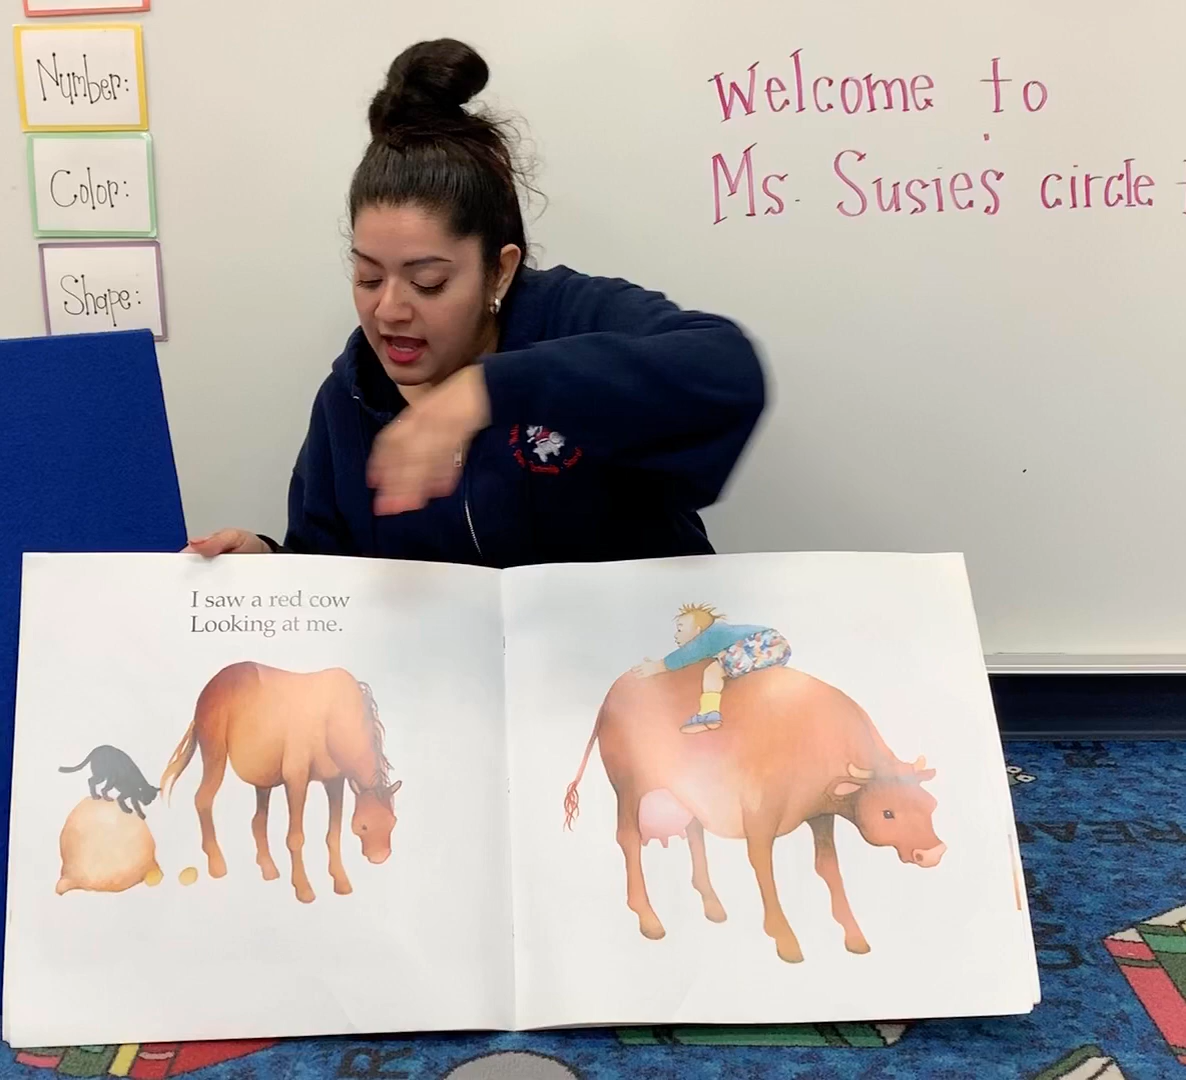 Number:
Color:
Shape:
Welcome to
Ms. Susie's circle
I saw a red cow
Looking at me.